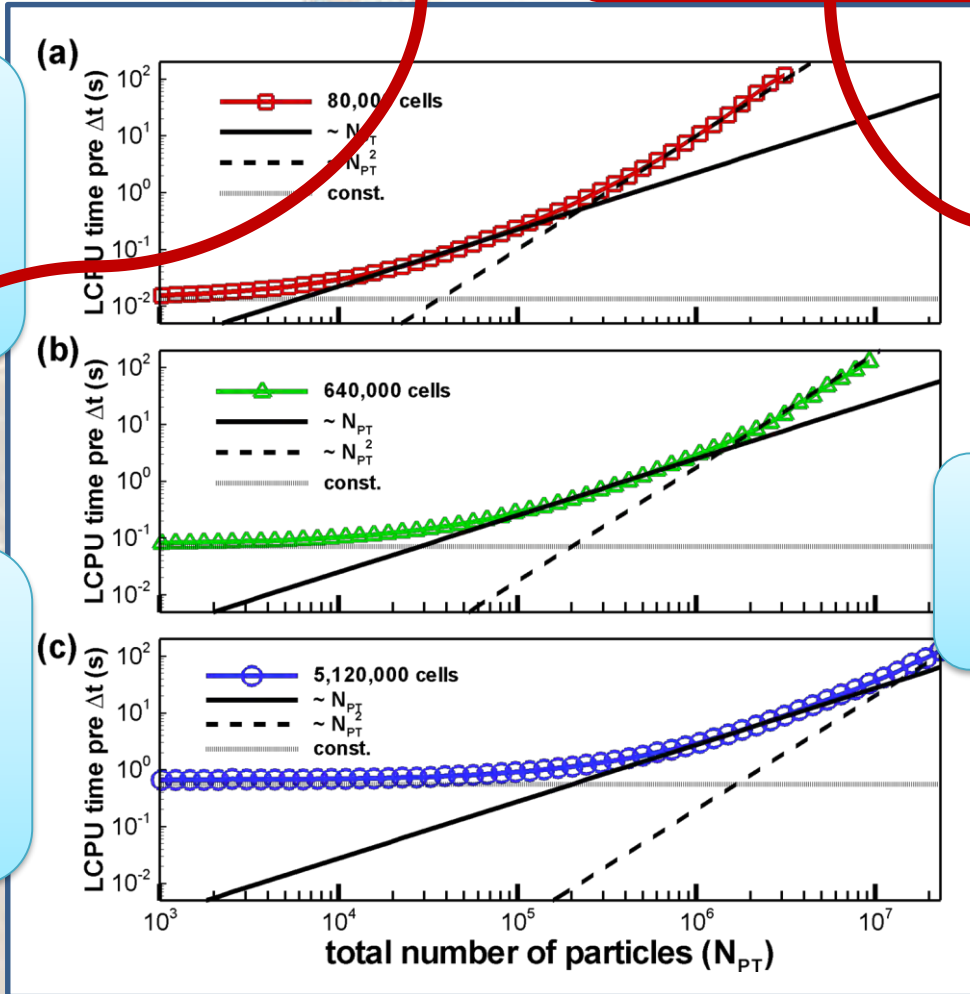 (a)
LCPU time pre Δt (s)
10²
10¹
10⁰
10⁻¹
10⁻²
80,000 cells
~ N_PT
N_PT²
const.
(b)
LCPU time pre Δt (s)
10²
10¹
10⁰
10⁻¹
10⁻²
640,000 cells
~ N_PT
~ N_PT²
const.
(c)
LCPU time pre Δt (s)
10²
10¹
10⁰
10⁻¹
10⁻²
5,120,000 cells
~ N_PT
~ N_PT²
const.
10³ 10⁴ 10⁵ 10⁶ 10⁷
total number of particles (N_PT)